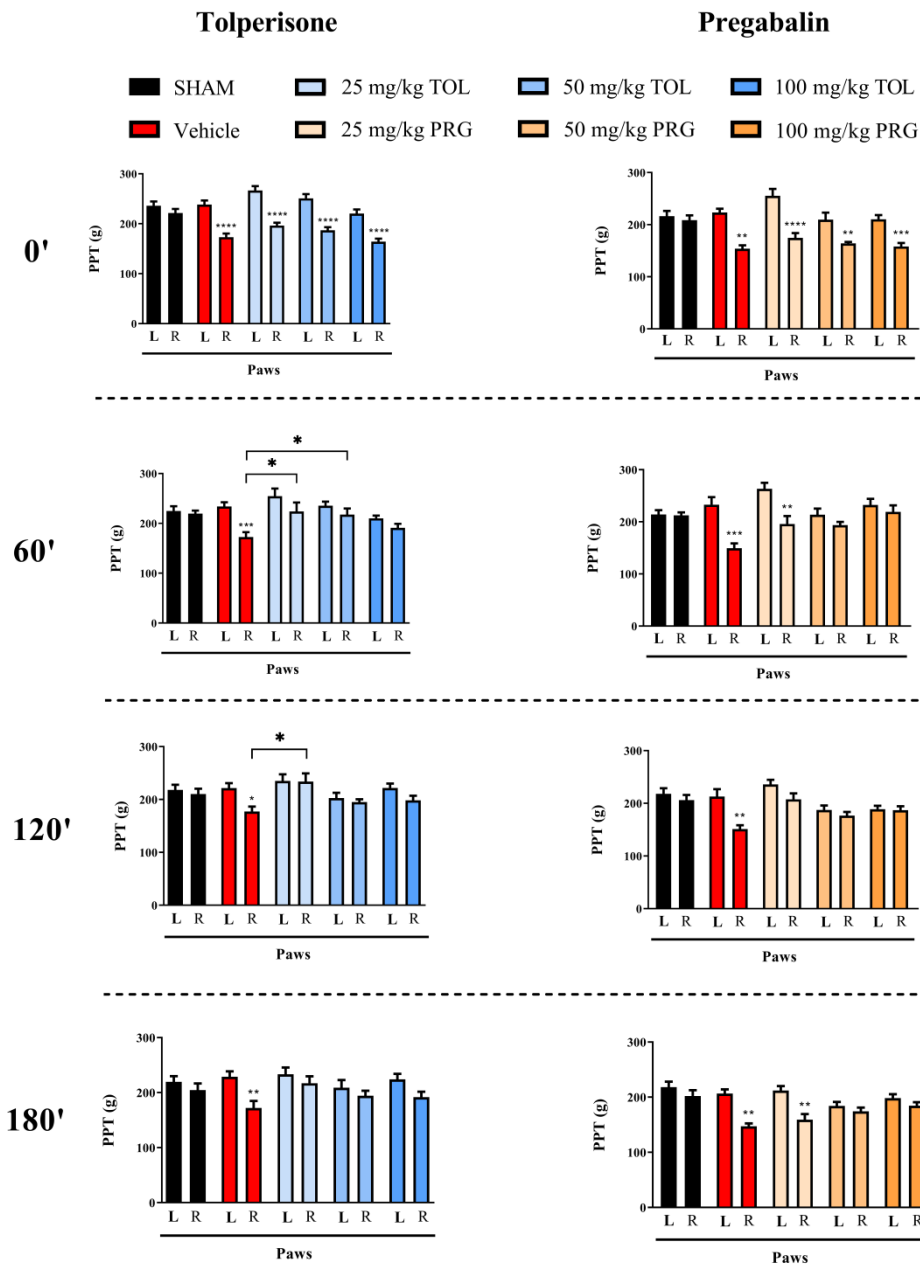 Tolperisone Pregabalin
SHAM 25 mg/kg TOL 50 mg/kg TOL 100 mg/kg TOL
Vehicle 25 mg/kg PRG 50 mg/kg PRG 100 mg/kg PRG
0'
PPT (g)
300
200
100
0
**** **** **** ****
L R L R L R L R L R
Paws
PPT (g)
300
200
100
0
** **** ** ***
L R L R L R L R L R
Paws
60'
PPT (g)
300
200
100
0
*
*
***
L R L R L R L R L R
Paws
PPT (g)
300
200
100
0
*** **
L R L R L R L R L R
Paws
120'
PPT (g)
300
200
100
0
*
*
L R L R L R L R L R
Paws
PPT (g)
300
200
100
0
**
L R L R L R L R L R
Paws
180'
PPT (g)
300
200
100
0
**
L R L R L R L R L R
Paws
PPT (g)
300
200
100
0
** **
L R L R L R L R L R
Paws